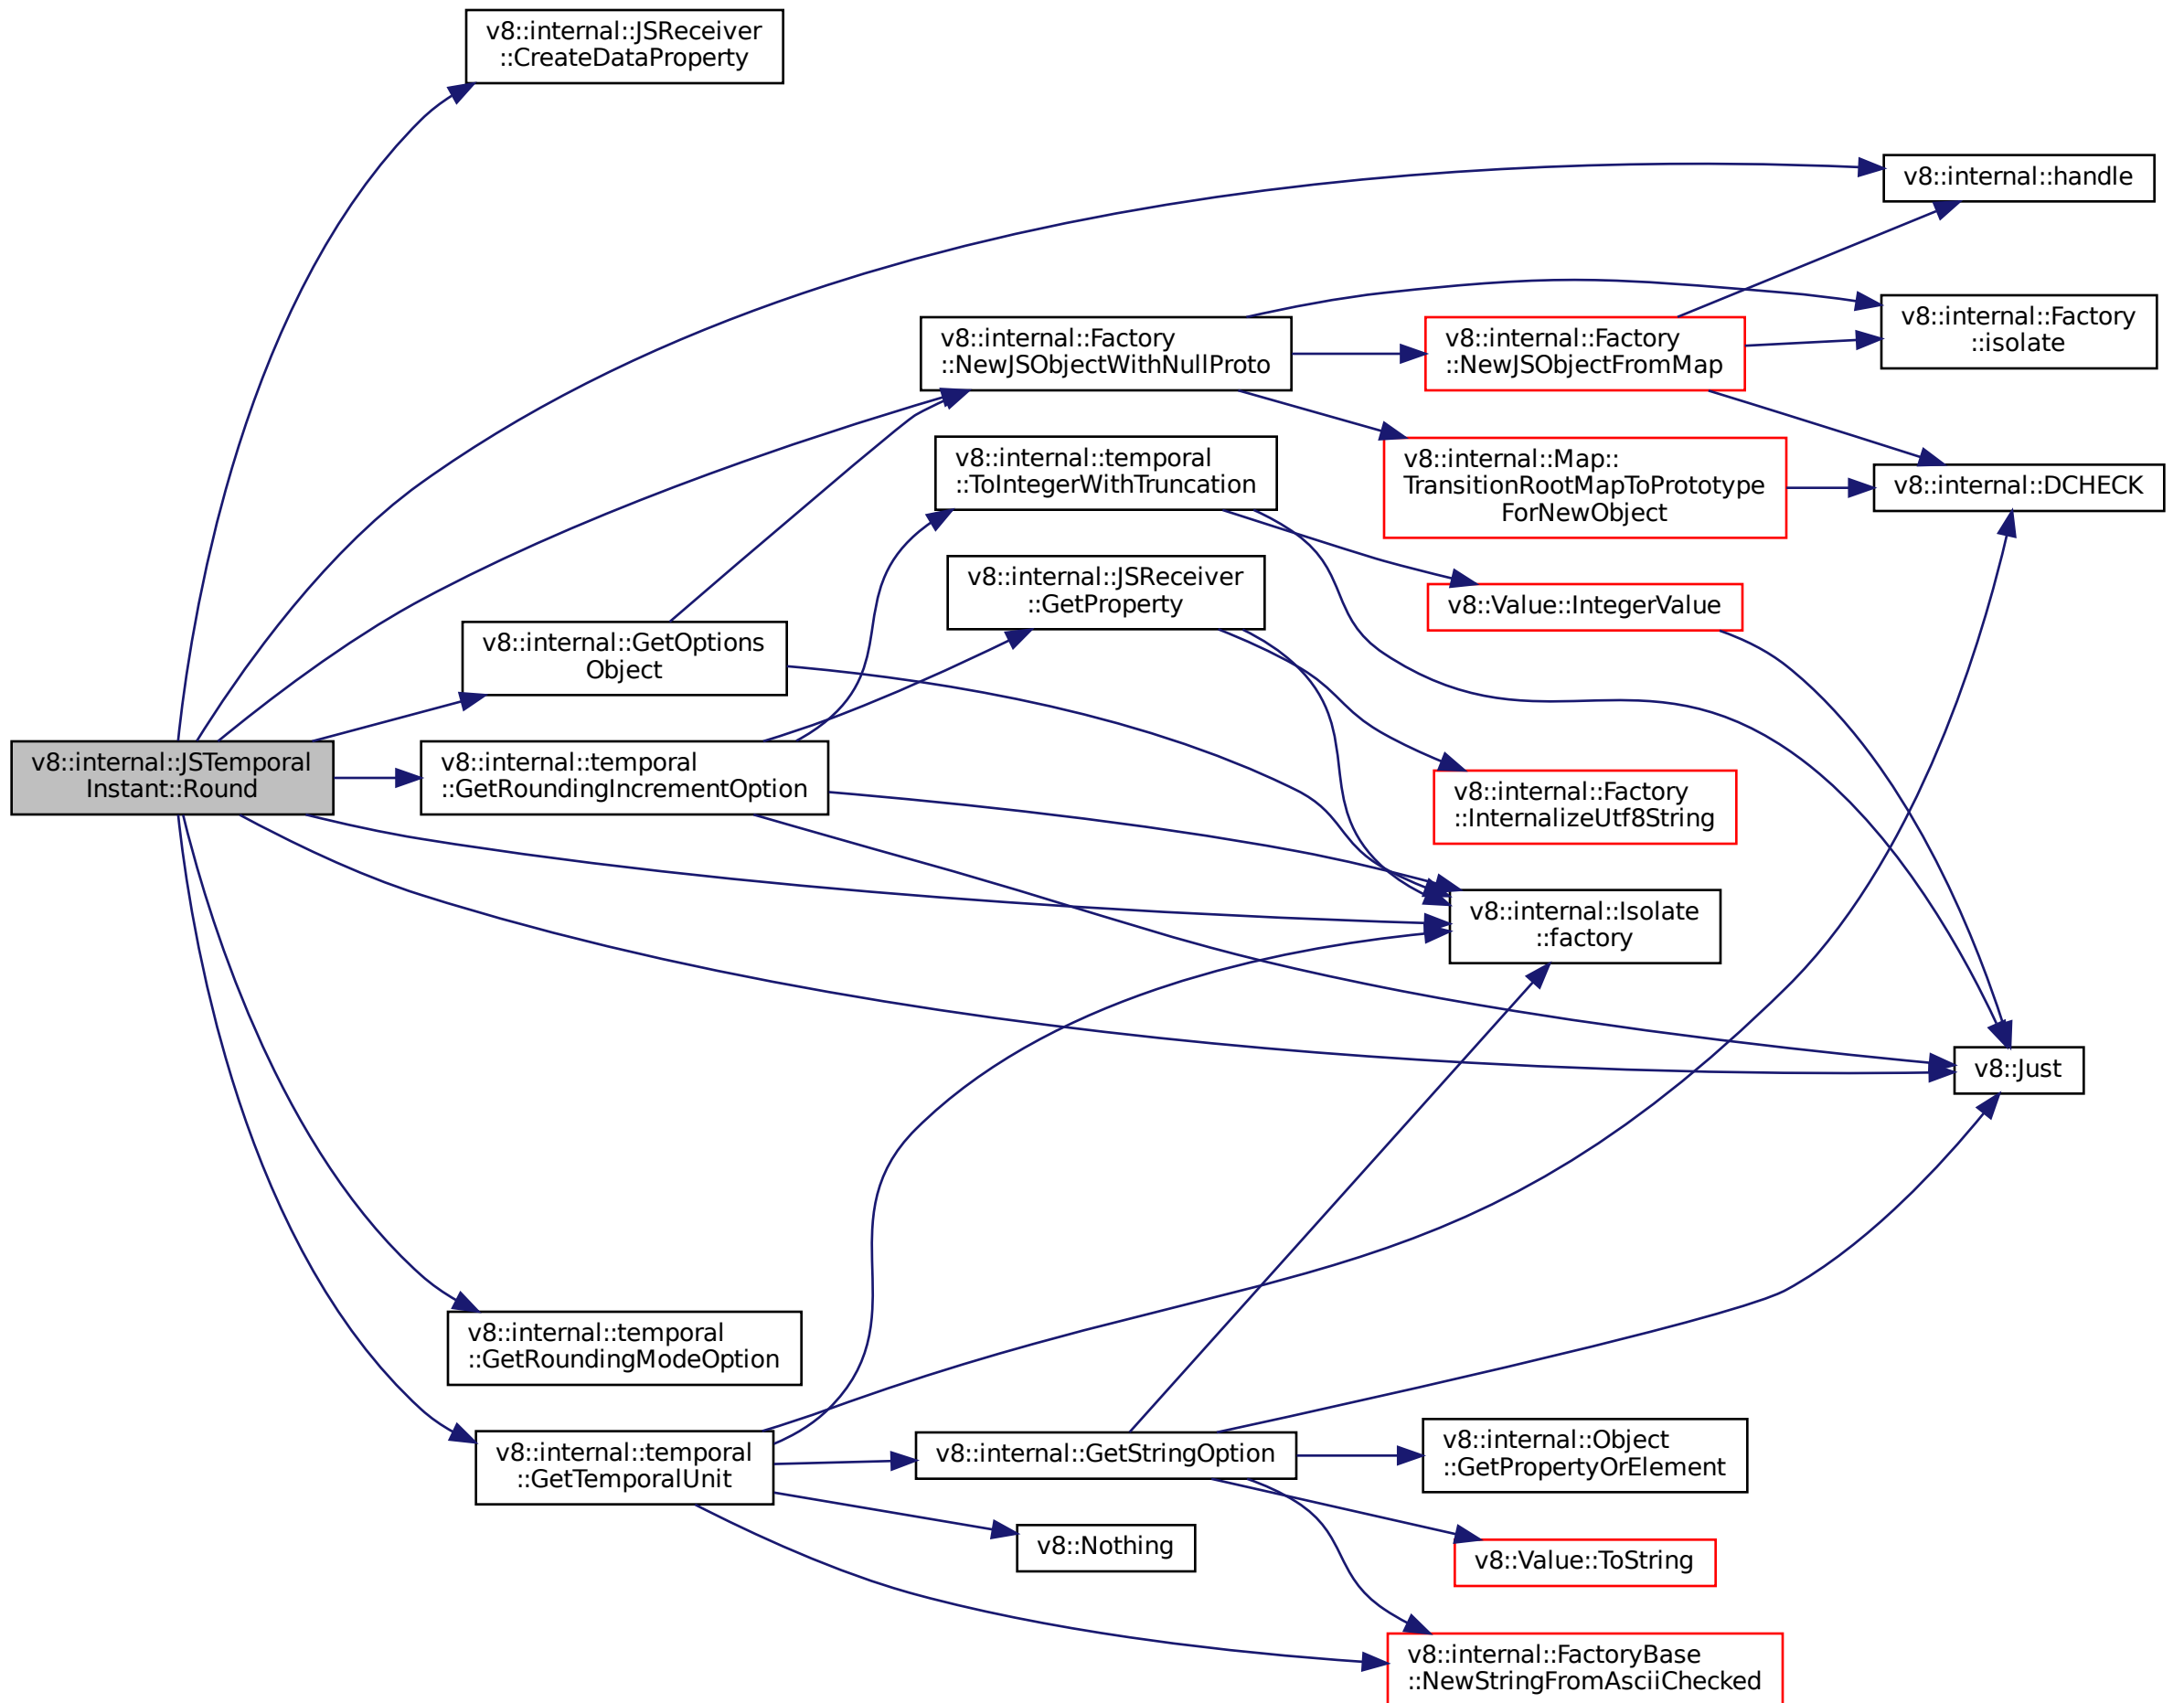 v8::internal::JSReceiver
::CreateDataProperty
v8::internal::handle
v8::internal::Factory
::isolate
v8::internal::Factory
::NewJSObjectWithNullProto
v8::internal::Factory
::NewJSObjectFromMap
v8::internal::temporal
::ToIntegerWithTruncation
v8::internal::Map::
TransitionRootMapToPrototype
ForNewObject
v8::internal::DCHECK
v8::internal::JSReceiver
::GetProperty
v8::Value::IntegerValue
v8::internal::GetOptions
Object
v8::internal::JSTemporal
Instant::Round
v8::internal::temporal
::GetRoundingIncrementOption
v8::internal::Factory
::InternalizeUtf8String
v8::internal::Isolate
::factory
v8::Just
v8::internal::temporal
::GetRoundingModeOption
v8::internal::temporal
::GetTemporalUnit
v8::internal::GetStringOption
v8::internal::Object
::GetPropertyOrElement
v8::Nothing
v8::Value::ToString
v8::internal::FactoryBase
::NewStringFromAsciiChecked